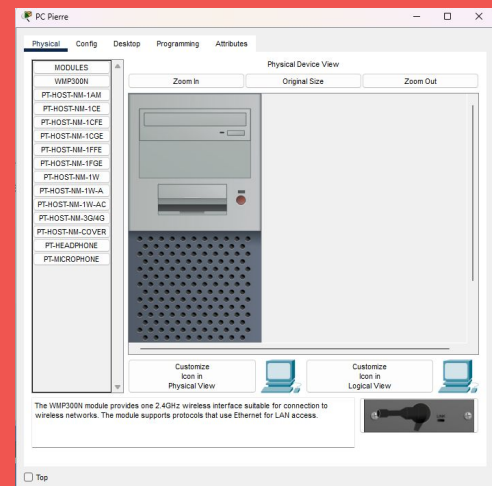 PC Pierre
Physical Config Desktop Programming Attributes
MODULES
WMP300N
PT-HOST-NM-1AM
PT-HOST-NM-1CE
PT-HOST-NM-1CFE
PT-HOST-NM-1CGE
PT-HOST-NM-1FFE
PT-HOST-NM-1FGE
PT-HOST-NM-1W
PT-HOST-NM-1W-A
PT-HOST-NM-1W-AC
PT-HOST-NM-3G/4G
PT-HOST-NM-COVER
PT-HEADPHONE
PT-MICROPHONE
Physical Device View
Zoom In Original Size Zoom Out
Customize
Icon in
Physical View
Customize
Icon in
Logical View
The WMP300N module provides one 2.4GHz wireless interface suitable for connection to
wireless networks. The module supports protocols that use Ethernet for LAN access.
Top